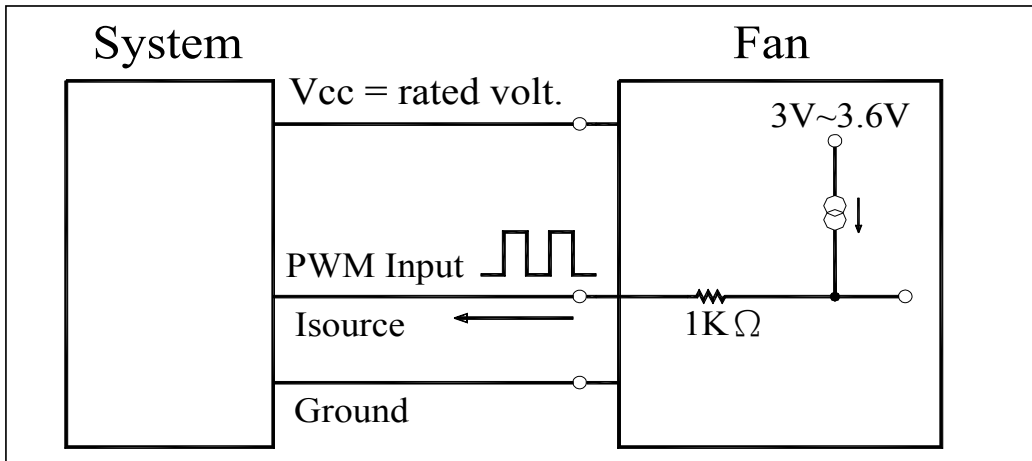 System
Fan
Vcc = rated volt.
3V~3.6V
PWM Input
Isource
1KΩ
Ground